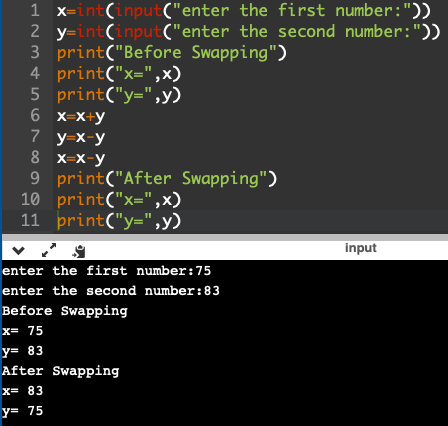 1 x=int(input("enter the first number:"))
2 y=int(input("enter the second number:"))
3 print("Before Swapping")
4 print("x=",x)
5 print("y=",y)
6 x=x+y
7 y=x-y
8 x=x-y
9 print("After Swapping")
10 print("x=",x)
11 print("y=",y)
input
enter the first number:75
enter the second number:83
Before Swapping
x= 75
y= 83
After Swapping
x= 83
y= 75